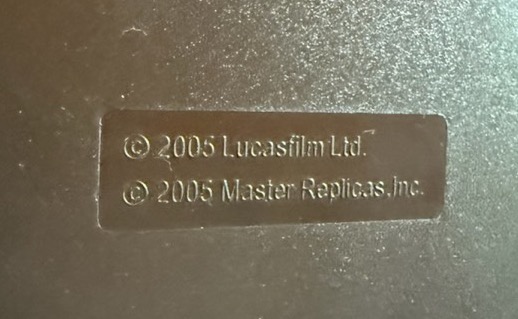 © 2005 Lucasfilm Ltd.
© 2005 Master Replicas, Inc.